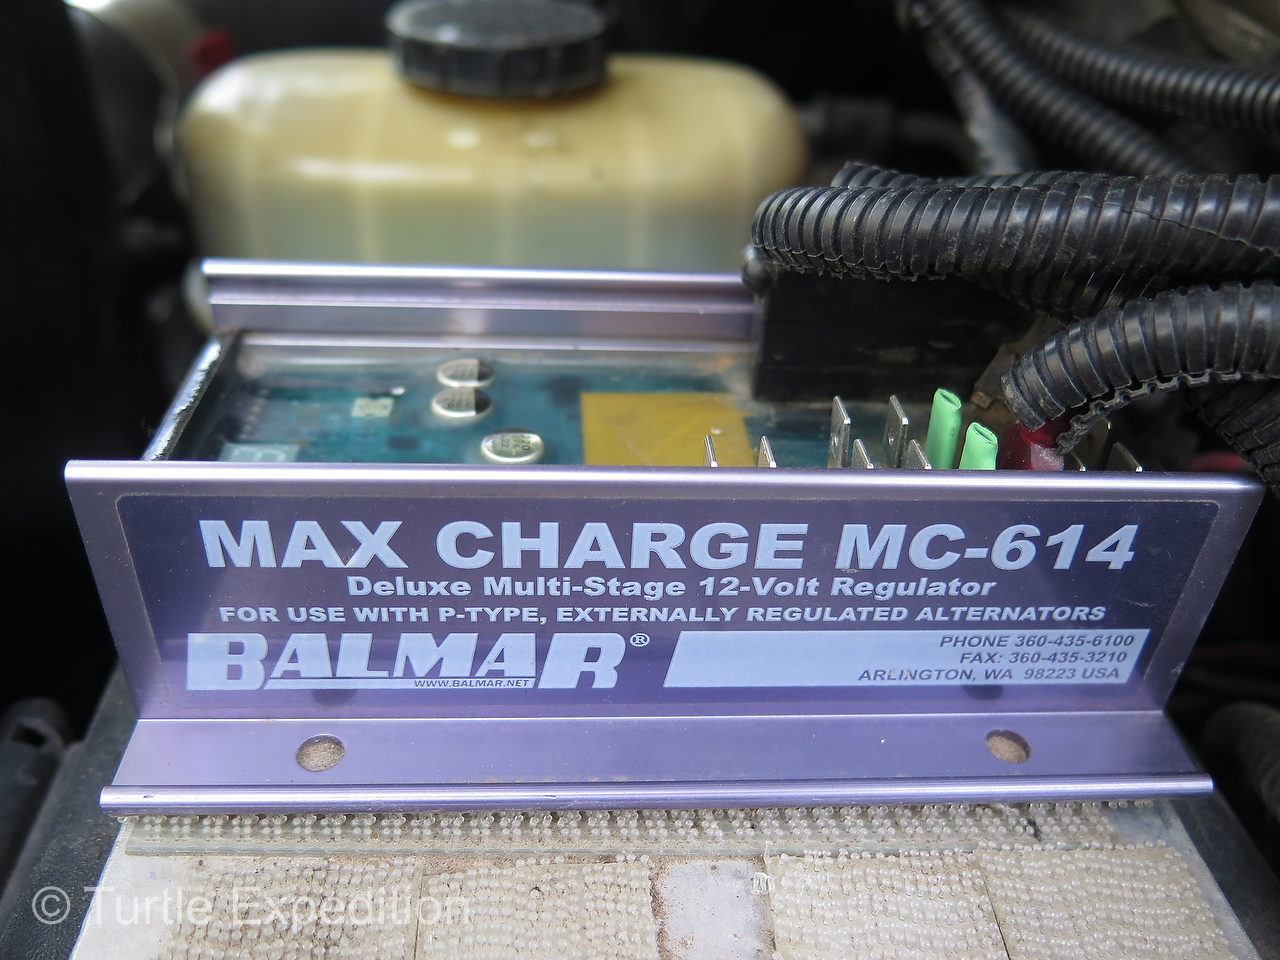 MAX CHARGE MC-614
Deluxe Multi-Stage 12-Volt Regulator
FOR USE WITH P-TYPE, EXTERNALLY REGULATED ALTERNATORS
BALMAR®
WWW.BALMAR.NET
PHONE 360-435-6100
FAX: 360-435-3210
ARLINGTON, WA 98223 USA
© Turtle Expedition